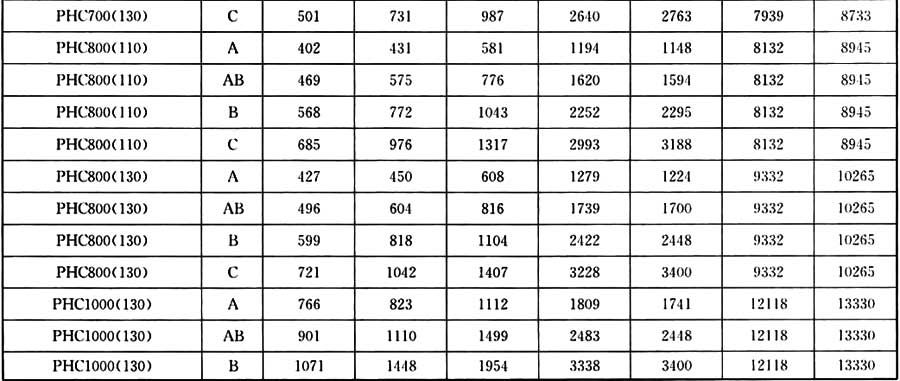 PHC700(130) C 501 731 987 2640 2763 7939 8733
PHC800(110) A 402 431 581 1194 1148 8132 8945
PHC800(110) AB 469 575 776 1620 1594 8132 8945
PHC800(110) B 568 772 1043 2252 2295 8132 8945
PHC800(110) C 685 976 1317 2993 3188 8132 8945
PHC800(130) A 427 450 608 1279 1224 9332 10265
PHC800(130) AB 496 604 816 1739 1700 9332 10265
PHC800(130) B 599 818 1104 2422 2448 9332 10265
PHC800(130) C 721 1042 1407 3228 3400 9332 10265
PHC1000(130) A 766 823 1112 1809 1741 12118 13330
PHC1000(130) AB 901 1110 1499 2483 2448 12118 13330
PHC1000(130) B 1071 1448 1954 3338 3400 12118 13330